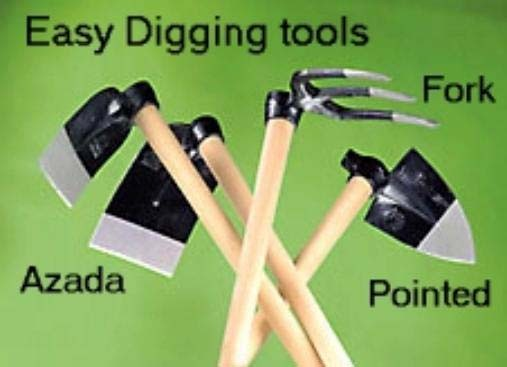 Easy Digging tools
Fork
Azada
Pointed